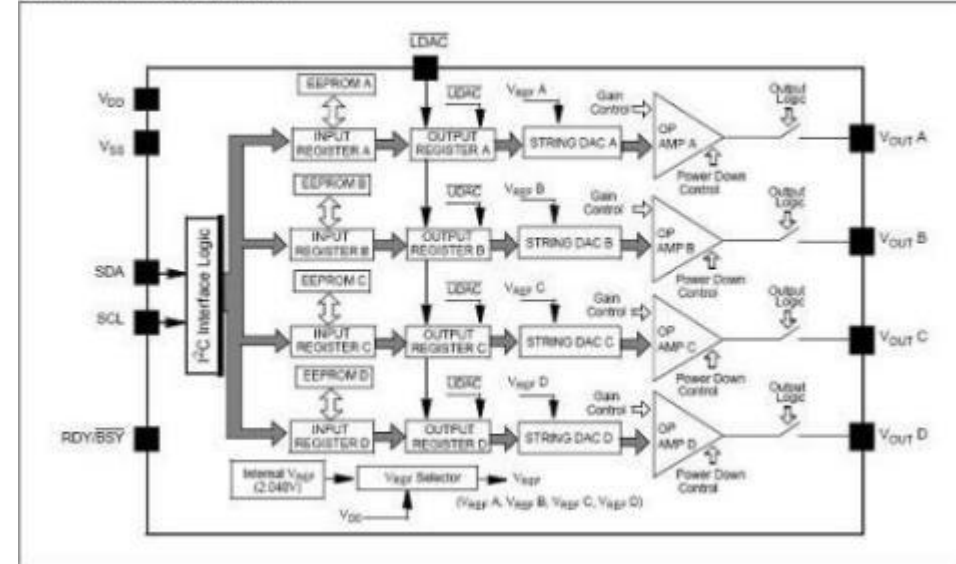 LDAC
EEPROM A
UDAC
VREF A
Gain
Control
Output
Logic
VDD
INPUT
REGISTER A
OUTPUT
REGISTER A
STRING DAC A
OP
AMP A
VOUT A
VSS
Power Down
Control
EEPROM B
UDAC
VREF B
Gain
Control
Output
Logic
INPUT
REGISTER B
OUTPUT
REGISTER B
STRING DAC B
OP
AMP B
VOUT B
Power Down
Control
SDA
SCL
I2C Interface Logic
EEPROM C
UDAC
VREF C
Gain
Control
Output
Logic
INPUT
REGISTER C
OUTPUT
REGISTER C
STRING DAC C
OP
AMP C
VOUT C
Power Down
Control
EEPROM D
UDAC
VREF D
Gain
Control
Output
Logic
RDY/BSY
INPUT
REGISTER D
OUTPUT
REGISTER D
STRING DAC D
OP
AMP D
VOUT D
Power Down
Control
Internal VREF
(2.048V)
VREF Selector
VREF
(VREF A, VREF B, VREF C, VREF D)
VDD